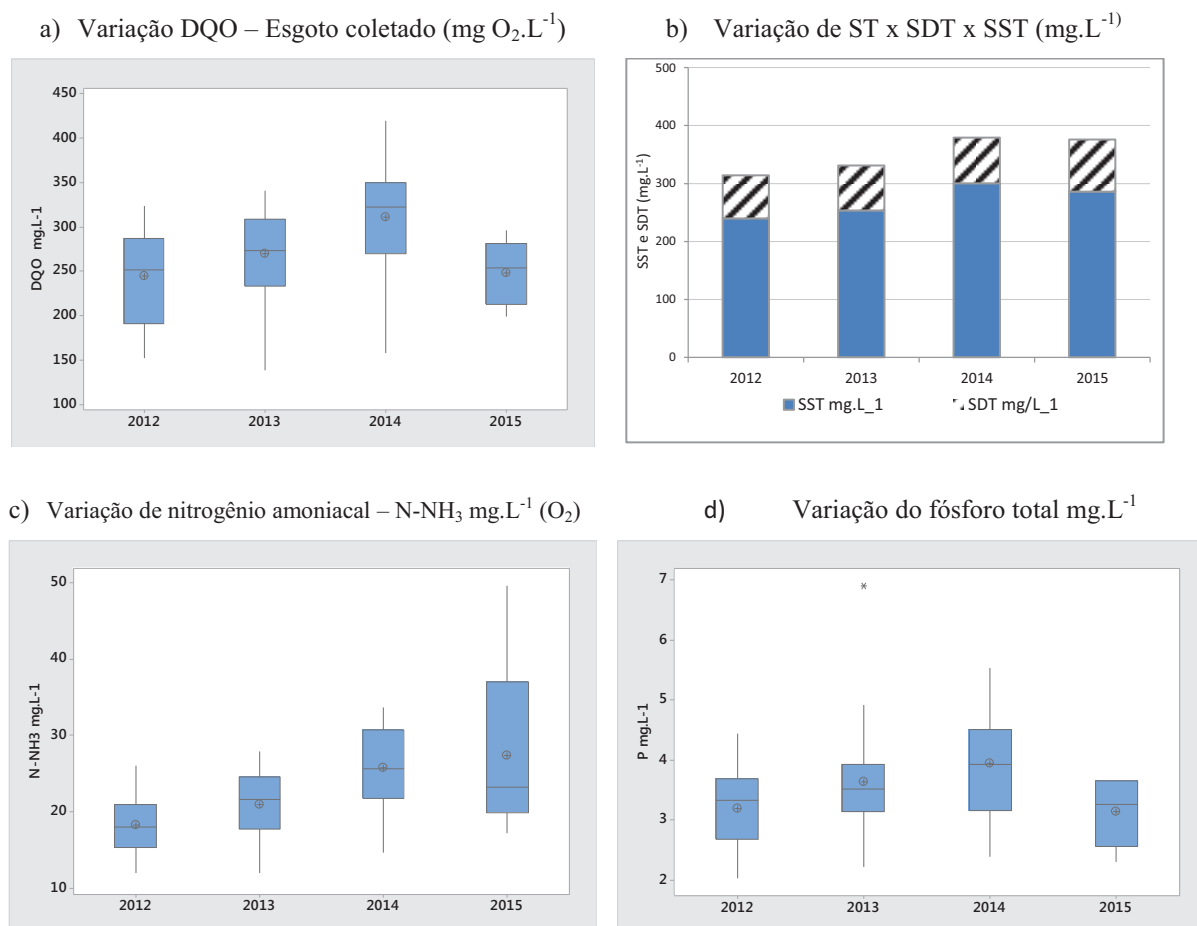 a) Variação DQO – Esgoto coletado (mg O₂.L⁻¹)
DQO mg.L-1
450
400
350
300
250
200
150
100
2012 2013 2014 2015
b) Variação de ST x SDT x SST (mg.L⁻¹)
SST e SDT (mg.L⁻¹)
500
400
300
200
100
0
2012 2013 2014 2015
SST mg.L_1 SDT mg/L_1
c) Variação de nitrogênio amoniacal – N-NH₃ mg.L⁻¹ (O₂)
N-NH3 mg.L-1
50
40
30
20
10
2012 2013 2014 2015
d) Variação do fósforo total mg.L⁻¹
P mg.L-1
7
6
5
4
3
2
2012 2013 2014 2015